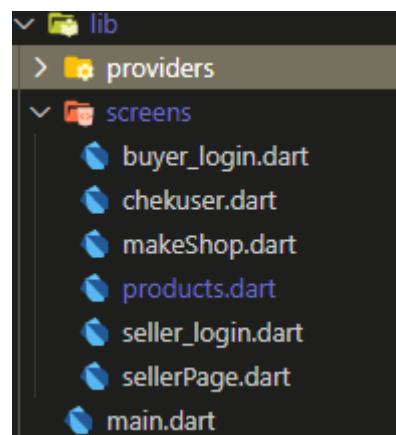 lib
providers
screens
buyer_login.dart
chekuser.dart
makeShop.dart
products.dart
seller_login.dart
sellerPage.dart
main.dart